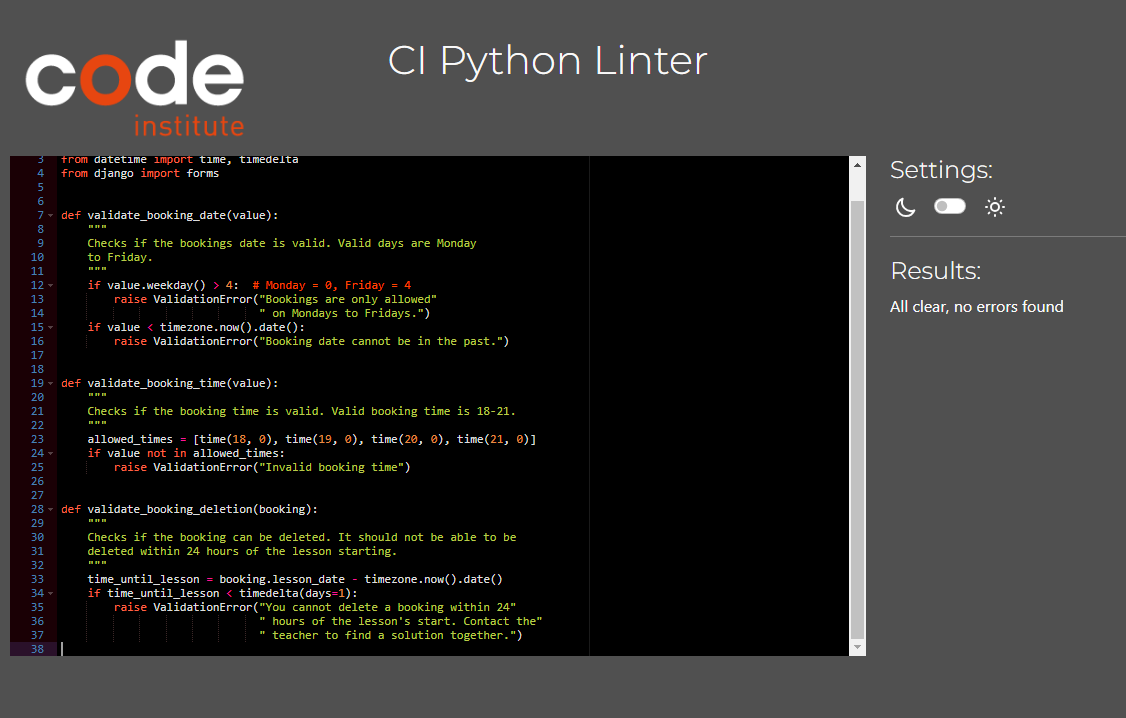 code
institute
CI Python Linter
3 from datetime import time, timedelta
4 from django import forms
5
6
7 def validate_booking_date(value):
8 """
9 Checks if the bookings date is valid. Valid days are Monday
10 to Friday.
11 """
12 if value.weekday() > 4:  # Monday = 0, Friday = 4
13 raise ValidationError("Bookings are only allowed"
14 " on Mondays to Fridays.")
15 if value < timezone.now().date():
16 raise ValidationError("Booking date cannot be in the past.")
17
18
19 def validate_booking_time(value):
20 """
21 Checks if the booking time is valid. Valid booking time is 18-21.
22 """
23 allowed_times = [time(18, 0), time(19, 0), time(20, 0), time(21, 0)]
24 if value not in allowed_times:
25 raise ValidationError("Invalid booking time")
26
27
28 def validate_booking_deletion(booking):
29 """
30 Checks if the booking can be deleted. It should not be able to be
31 deleted within 24 hours of the lesson starting.
32 """
33 time_until_lesson = booking.lesson_date - timezone.now().date()
34 if time_until_lesson < timedelta(days=1):
35 raise ValidationError("You cannot delete a booking within 24"
36 " hours of the lesson's start. Contact the"
37 " teacher to find a solution together.")
38
Settings:
Results:
All clear, no errors found